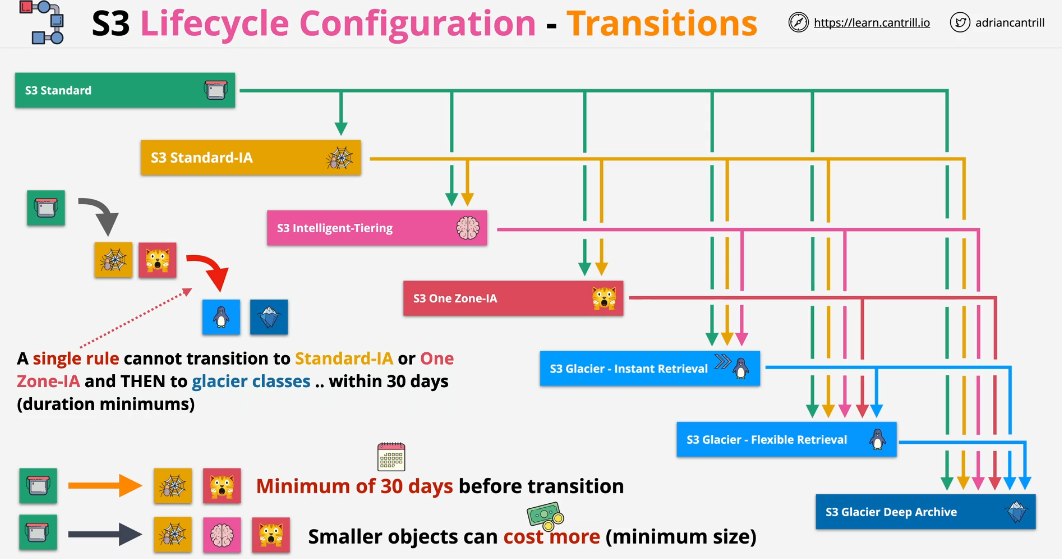 S3 Lifecycle Configuration - Transitions
https://learn.cantrill.io
adriancantrill
S3 Standard
S3 Standard-IA
S3 Intelligent-Tiering
S3 One Zone-IA
S3 Glacier - Instant Retrieval
S3 Glacier - Flexible Retrieval
S3 Glacier Deep Archive
A single rule cannot transition to Standard-IA or One
Zone-IA and THEN to glacier classes .. within 30 days
(duration minimums)
Minimum of 30 days before transition
Smaller objects can cost more (minimum size)